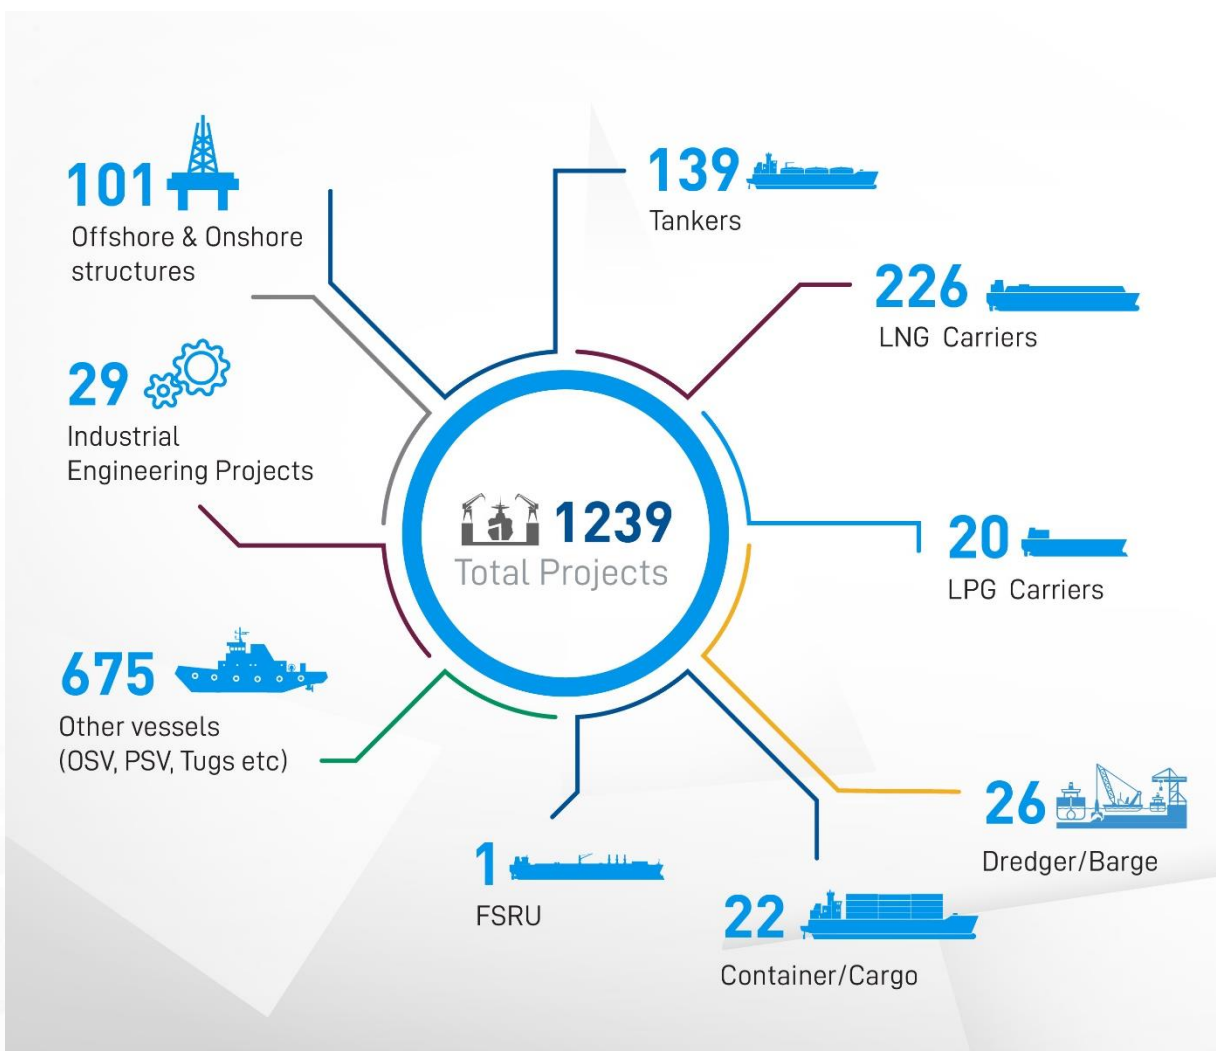 101
Offshore & Onshore
structures
139
Tankers
226
LNG Carriers
29
Industrial
Engineering Projects
1239
Total Projects
20
LPG Carriers
675
Other vessels
(OSV, PSV, Tugs etc)
26
Dredger/Barge
1
FSRU
22
Container/Cargo